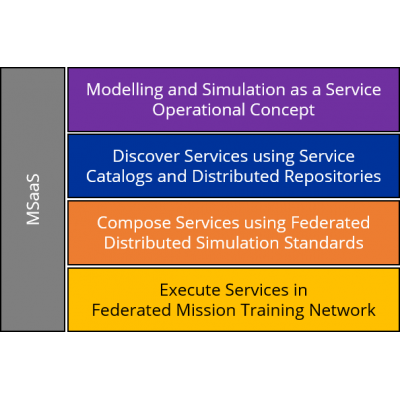 MSaaS
Modelling and Simulation as a Service
Operational Concept
Discover Services using Service
Catalogs and Distributed Repositories
Compose Services using Federated
Distributed Simulation Standards
Execute Services in
Federated Mission Training Network